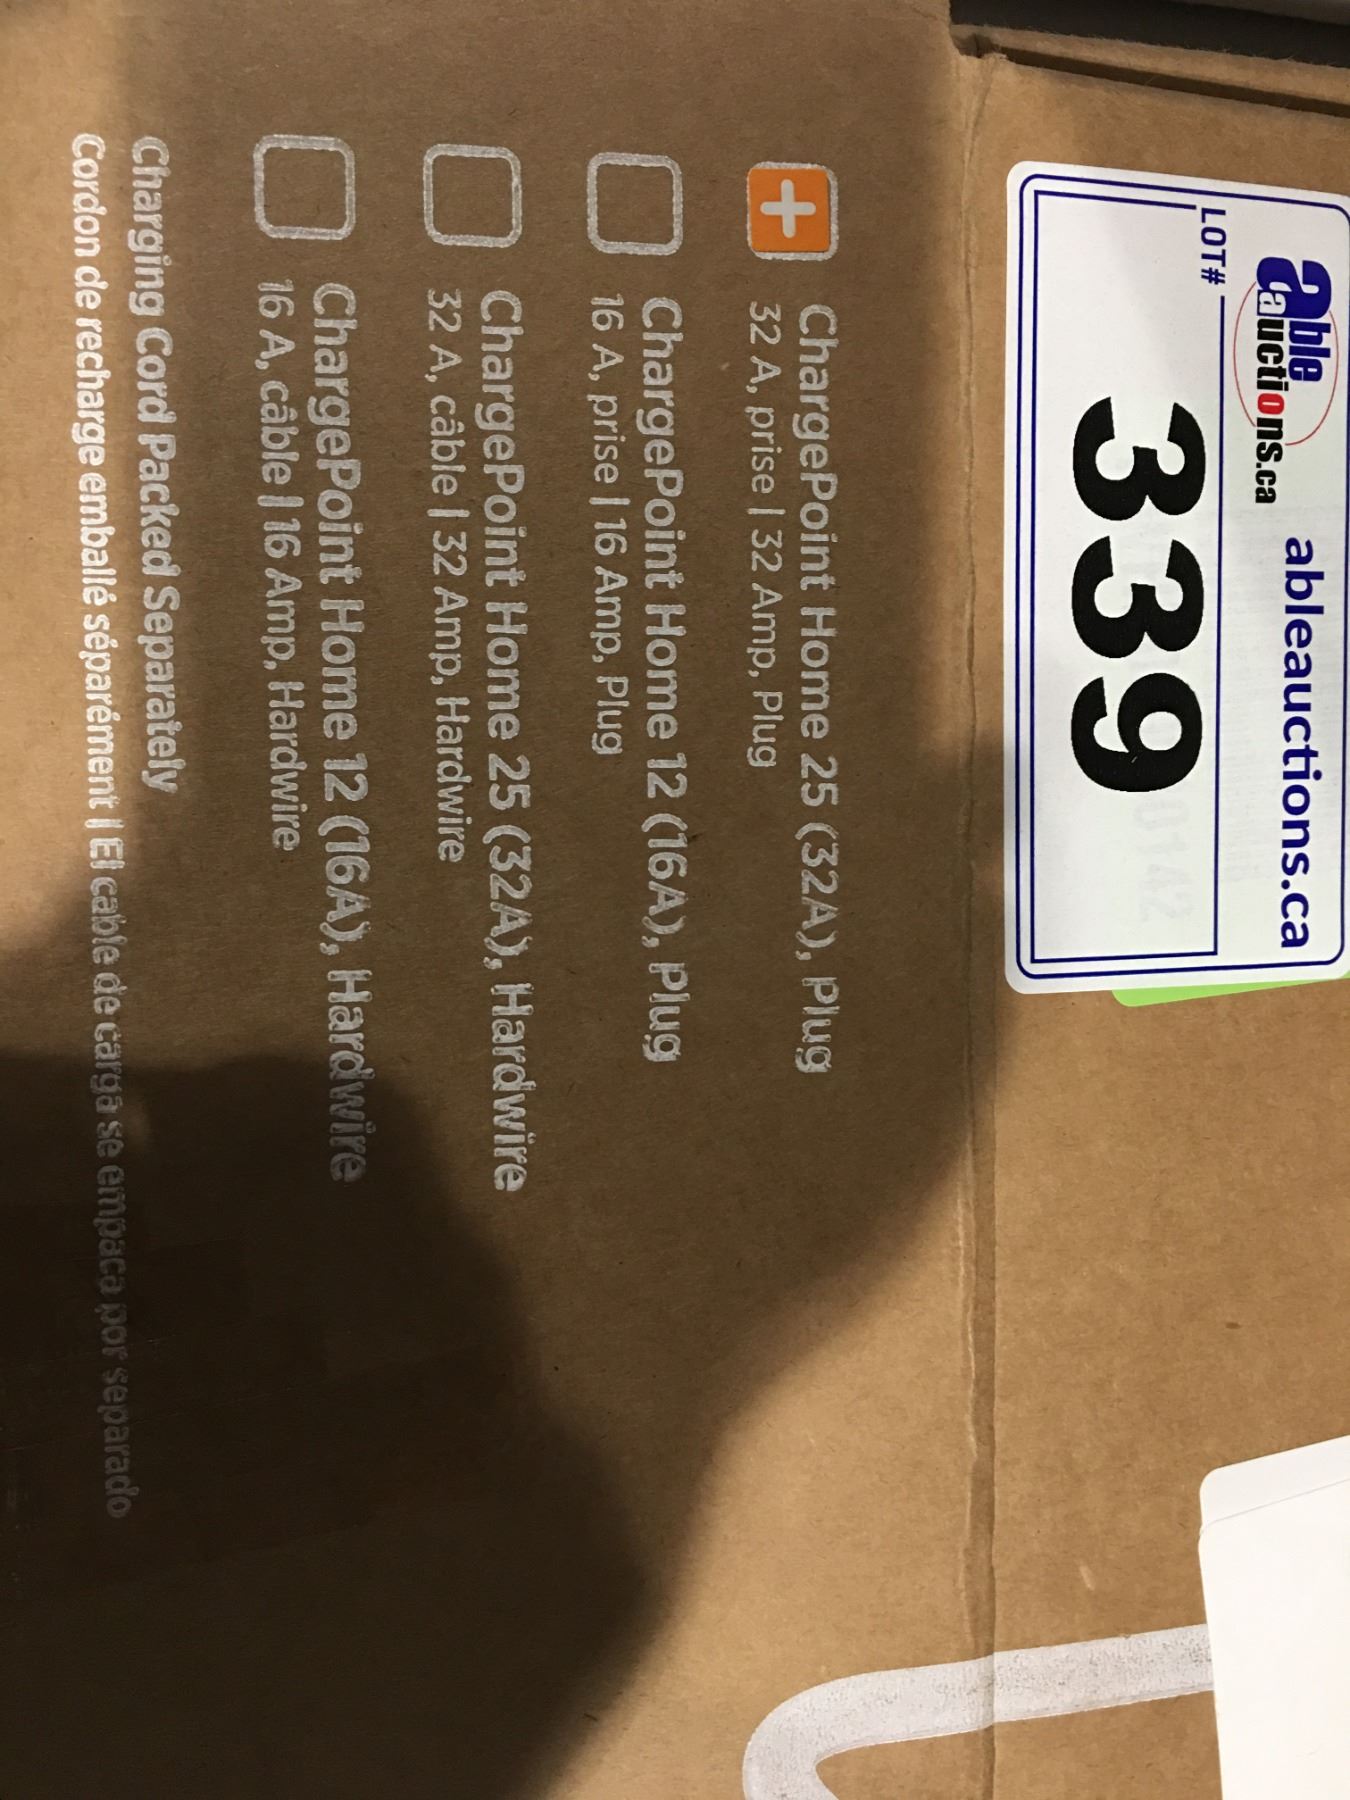 able auctions.ca
ableauctions.ca
LOT#
339
ChargePoint Home 25 (32A), Plug
32 A, prise | 32 Amp, Plug
ChargePoint Home 12 (16A), Plug
16 A, prise | 16 Amp, Plug
ChargePoint Home 25 (32A), Hardwire
32 A, câble | 32 Amp, Hardwire
ChargePoint Home 12 (16A), Hardwire
16 A, câble | 16 Amp, Hardwire
Charging Cord Packed Separately
Cordon de recharge emballé séparément | El cable de carga se empaca por separado